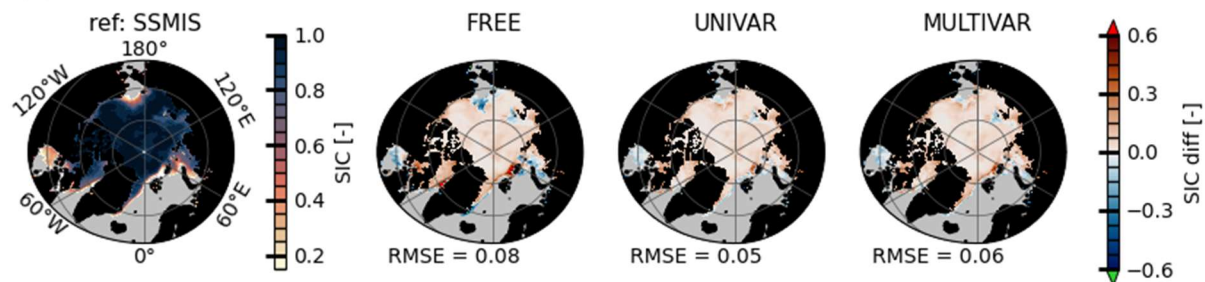 ref: SSMIS
FREE
UNIVAR
MULTIVAR
180°
120°W
120°E
60°W
60°E
0°
1.0
0.8
0.6
0.4
0.2
SIC [-]
RMSE = 0.08
RMSE = 0.05
RMSE = 0.06
0.6
0.3
0.0
−0.3
−0.6
SIC diff [-]